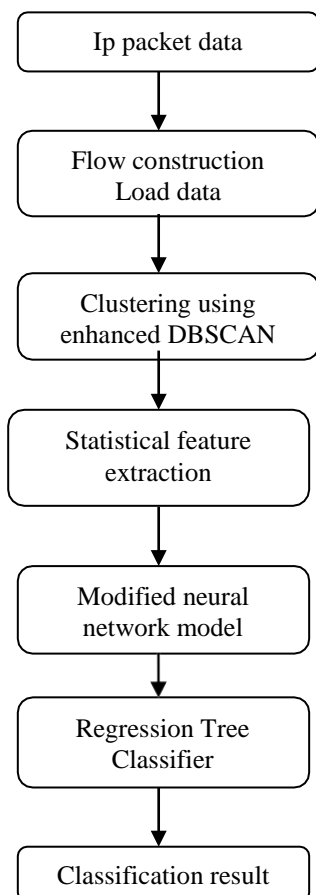 Ip packet data
Flow construction
Load data
Clustering using
enhanced DBSCAN
Statistical feature
extraction
Modified neural
network model
Regression Tree
Classifier
Classification result